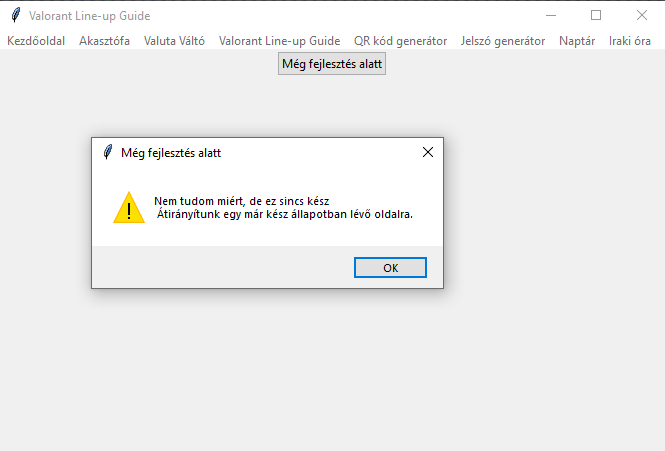 Valorant Line-up Guide
Kezdőoldal Akasztófa Valuta Váltó Valorant Line-up Guide QR kód generátor Jelszó generátor Naptár Iraki óra
Még fejlesztés alatt
Még fejlesztés alatt
Nem tudom miért, de ez sincs kész
Átirányítunk egy már kész állapotban lévő oldalra.
OK